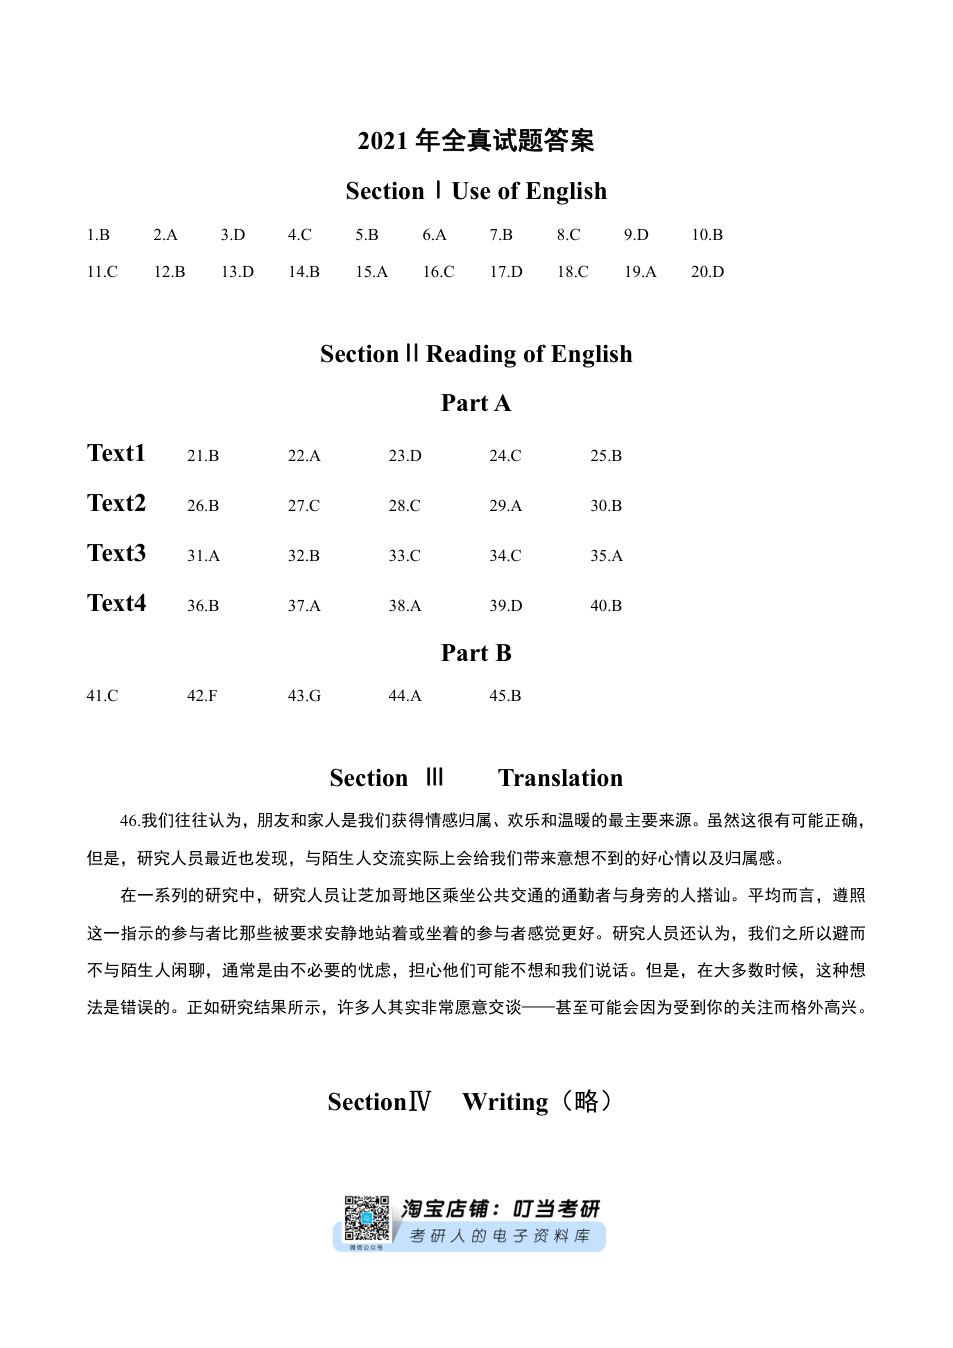 2021 年全真试题答案
Section Ⅰ Use of English
1.B 2.A 3.D 4.C 5.B 6.A 7.B 8.C 9.D 10.B
11.C 12.B 13.D 14.B 15.A 16.C 17.D 18.C 19.A 20.D
Section Ⅱ Reading of English
Part A
Text1 21.B 22.A 23.D 24.C 25.B
Text2 26.B 27.C 28.C 29.A 30.B
Text3 31.A 32.B 33.C 34.C 35.A
Text4 36.B 37.A 38.A 39.D 40.B
Part B
41.C 42.F 43.G 44.A 45.B
Section Ⅲ Translation
46.我们往往认为，朋友和家人是我们获得情感归属、欢乐和温暖的最主要来源。虽然这很有可能正确，
但是，研究人员最近也发现，与陌生人交流实际上会给我们带来意想不到的好心情以及归属感。
在一系列的研究中，研究人员让芝加哥地区乘坐公共交通的通勤者与身旁的人搭讪。平均而言，遵照
这一指示的参与者比那些被要求安静地站着或坐着的参与者感觉更好。研究人员还认为，我们之所以避而
不与陌生人闲聊，通常是由不必要的忧虑，担心他们可能不想和我们说话。但是，在大多数时候，这种想
法是错误的。正如研究结果所示，许多人其实非常愿意交谈——甚至可能会因为受到你的关注而格外高兴。
SectionⅣ Writing（略）
淘宝店铺：叮当考研
考研人的电子资料库
微信公众号